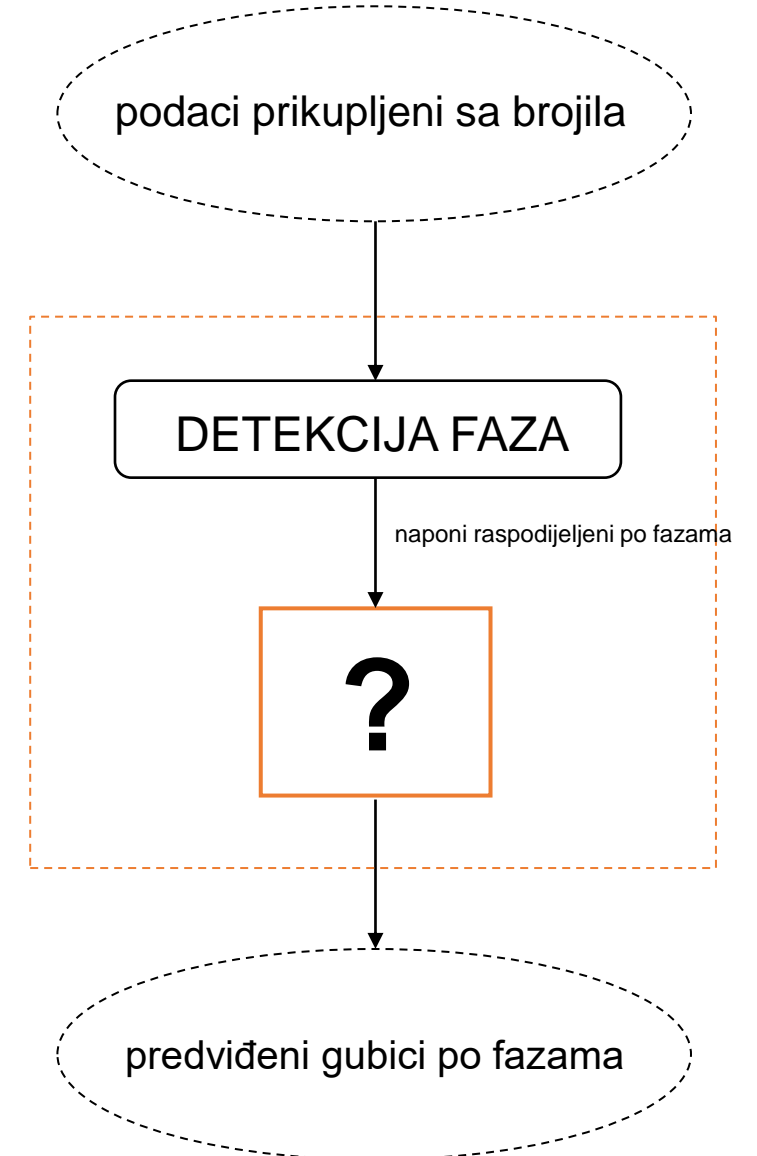 podaci prikupljeni sa brojila
DETEKCIJA FAZA
naponi raspodijeljeni po fazama
?
predviđeni gubici po fazama